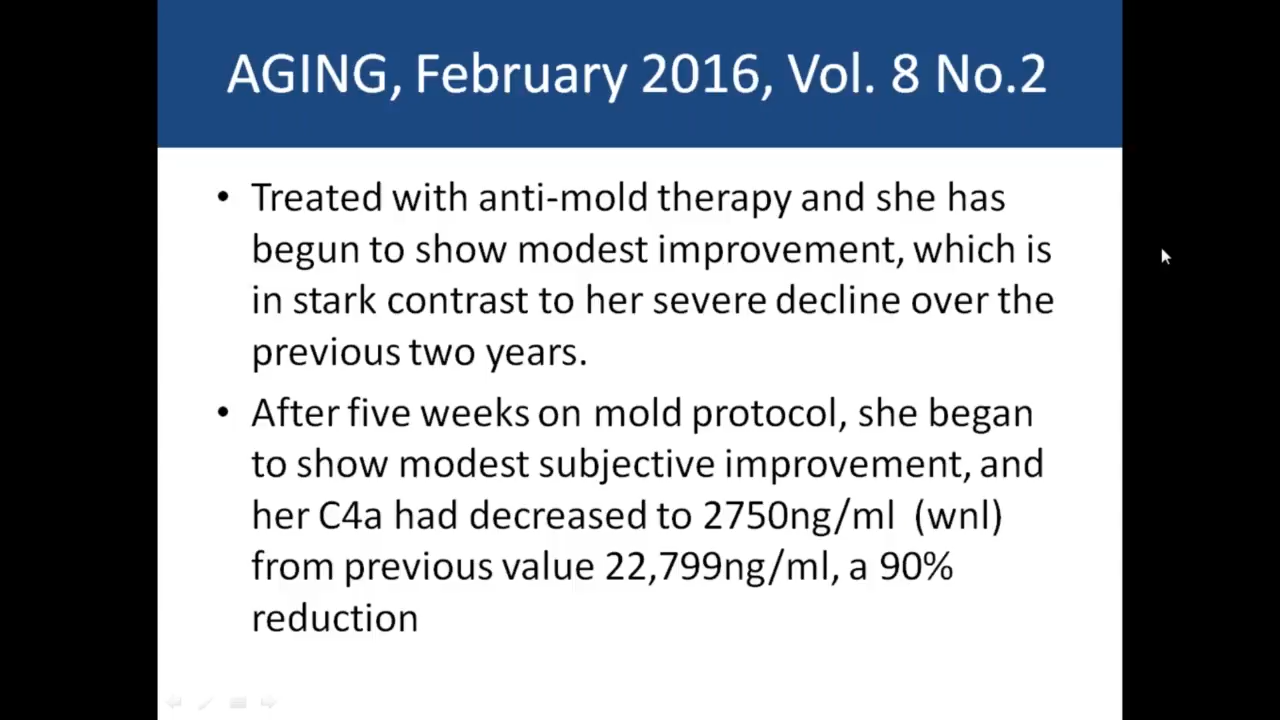 AGING, February 2016, Vol. 8 No.2
• Treated with anti-mold therapy and she has
begun to show modest improvement, which is
in stark contrast to her severe decline over the
previous two years.
• After five weeks on mold protocol, she began
to show modest subjective improvement, and
her C4a had decreased to 2750ng/ml (wnl)
from previous value 22,799ng/ml, a 90%
reduction